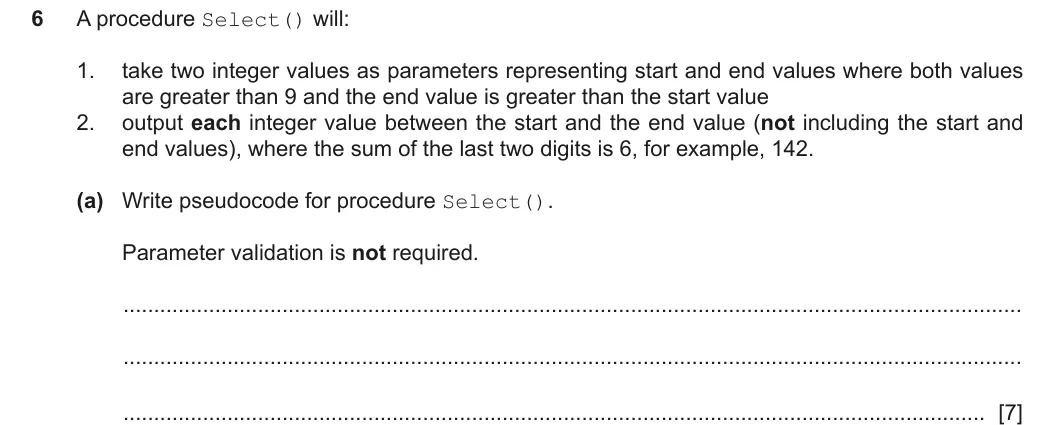 6 A procedure Select() will:
1. take two integer values as parameters representing start and end values where both values
are greater than 9 and the end value is greater than the start value
2. output each integer value between the start and the end value (not including the start and
end values), where the sum of the last two digits is 6, for example, 142.
(a) Write pseudocode for procedure Select().
Parameter validation is not required.
[7]